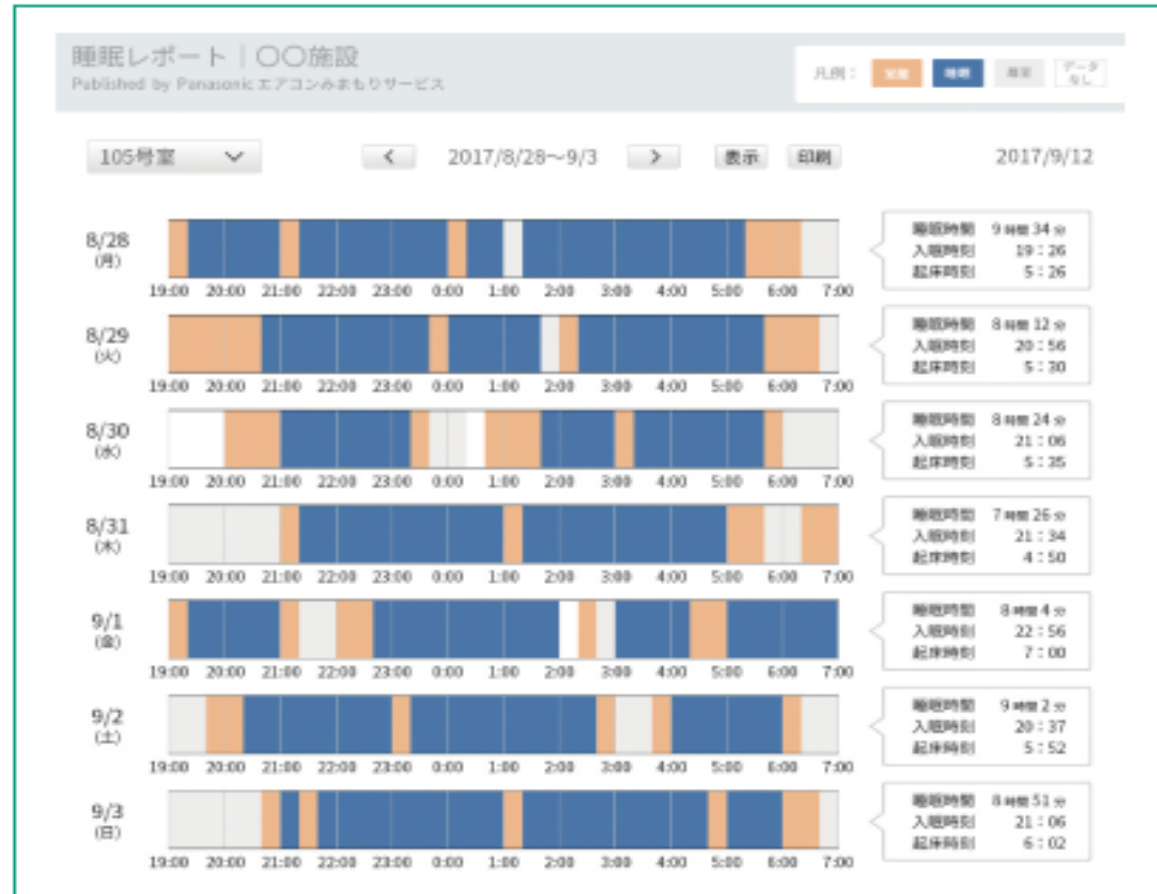 睡眠レポート｜〇〇施設
Published by Panasonicエアコンみまもりサービス
凡例： 覚醒 睡眠 離室 データなし
105号室
2017/8/28～9/3
表示 印刷
2017/9/12
8/28
(月)
19:00 20:00 21:00 22:00 23:00 0:00 1:00 2:00 3:00 4:00 5:00 6:00 7:00
睡眠時間 9時間34分
入眠時刻 19：26
起床時刻 5：26
8/29
(火)
19:00 20:00 21:00 22:00 23:00 0:00 1:00 2:00 3:00 4:00 5:00 6:00 7:00
睡眠時間 8時間12分
入眠時刻 20：56
起床時刻 5：30
8/30
(水)
19:00 20:00 21:00 22:00 23:00 0:00 1:00 2:00 3:00 4:00 5:00 6:00 7:00
睡眠時間 8時間24分
入眠時刻 21：06
起床時刻 5：35
8/31
(木)
19:00 20:00 21:00 22:00 23:00 0:00 1:00 2:00 3:00 4:00 5:00 6:00 7:00
睡眠時間 7時間26分
入眠時刻 21：34
起床時刻 4：50
9/1
(金)
19:00 20:00 21:00 22:00 23:00 0:00 1:00 2:00 3:00 4:00 5:00 6:00 7:00
睡眠時間 8時間4分
入眠時刻 22：56
起床時刻 7：00
9/2
(土)
19:00 20:00 21:00 22:00 23:00 0:00 1:00 2:00 3:00 4:00 5:00 6:00 7:00
睡眠時間 9時間2分
入眠時刻 20：37
起床時刻 5：52
9/3
(日)
19:00 20:00 21:00 22:00 23:00 0:00 1:00 2:00 3:00 4:00 5:00 6:00 7:00
睡眠時間 8時間51分
入眠時刻 21：06
起床時刻 6：02